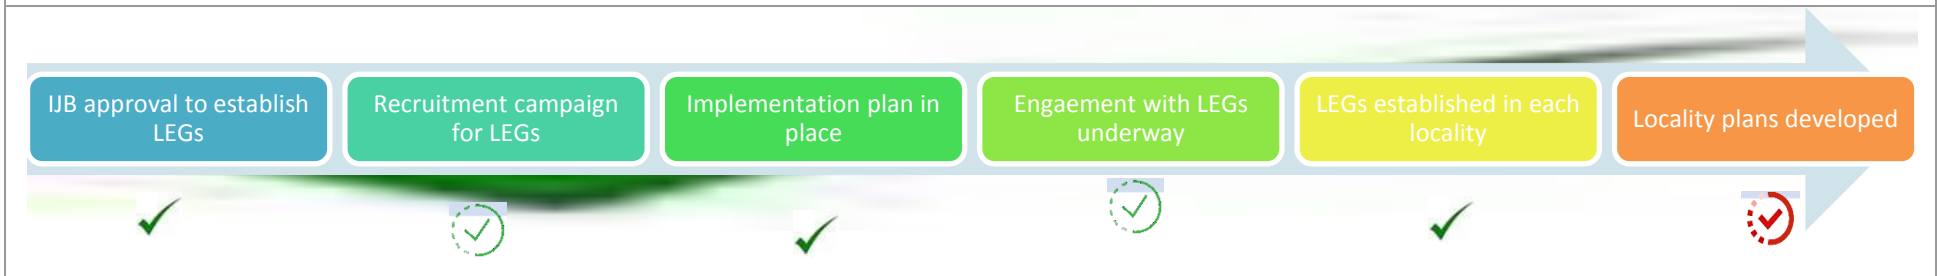 IJB approval to establish
LEGs
Recruitment campaign
for LEGs
Implementation plan in
place
Engaement with LEGs
underway
LEGs established in each
locality
Locality plans developed